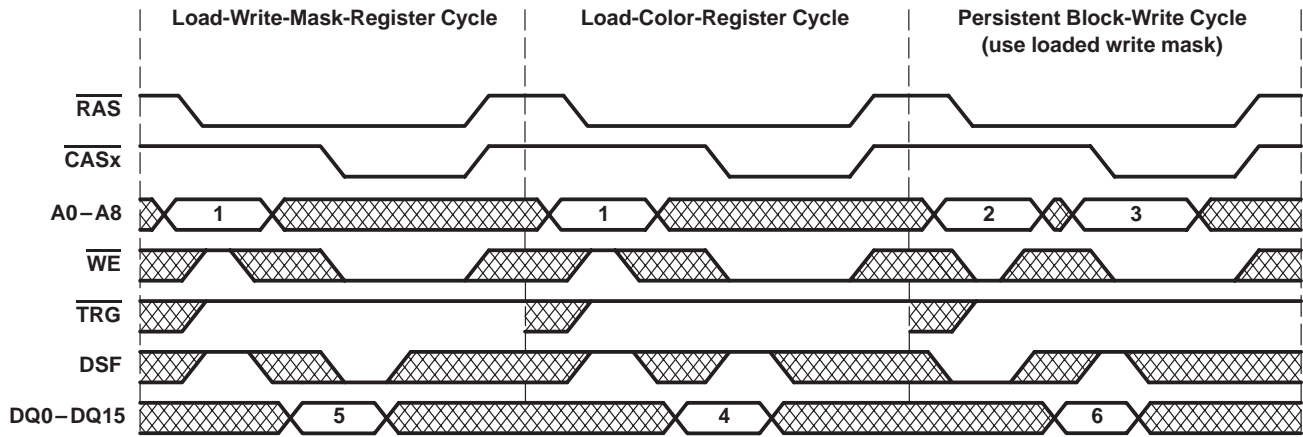 Load-Write-Mask-Register Cycle
Load-Color-Register Cycle
Persistent Block-Write Cycle
(use loaded write mask)
RAS
CASx
A0–A8
1
1
2
3
WE
TRG
DSF
DQ0–DQ15
5
4
6